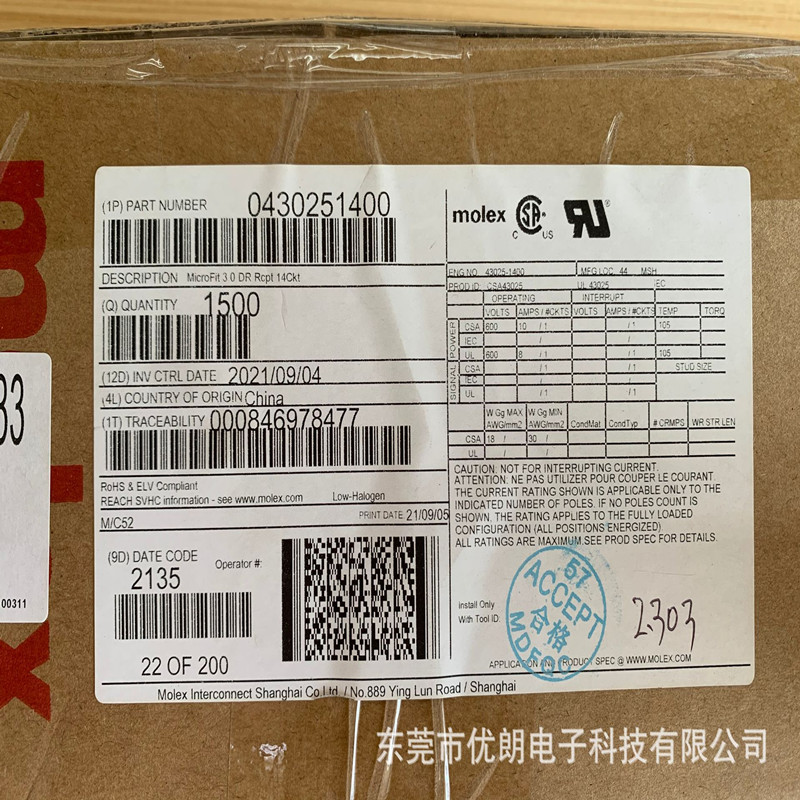 (1P) PART NUMBER 0430251400
DESCRIPTION MicroFit 3 0 DR Rcpt 14Ckt
(Q) QUANTITY 1500
(12D) INV CTRL DATE 2021/09/04
(4L) COUNTRY OF ORIGIN China
(1T) TRACEABILITY 000846978477
RoHS & ELV Compliant
REACH SVHC information - see www.molex.com Low-Halogen
M/C52 PRINT DATE 21/09/05
(9D) DATE CODE Operator #:
2135
22 OF 200
Molex Interconnect Shanghai Co Ltd. / No.889 Ying Lun Road / Shanghai
molex C SA US RU ®
ENG NO. 43025-1400 MFG LOC. 44 MSH
PROD ID: CSA43025 UL 43025 IEC
OPERATING INTERRUPT
VOLTS AMPS / #CKTS VOLTS AMPS / #CKTS TEMP TORQ
POWER
CSA 600 10 / 1 / 1 105
IEC / /
UL 600 8 / 1 / 1 105
SIGNAL
CSA / 1 / 1 STUD SIZE
IEC
UL / 1 / 1
W Gg MAX W Gg MIN
AWG/mm2 AWG/mm2 CondMat CondTyp # CRMPS WR STR LEN
CSA 18 / 30 /
UL / /
CAUTION: NOT FOR INTERRUPTING CURRENT.
ATTENTION: NE PAS UTILIZER POUR COUPER LE COURANT.
THE CURRENT RATING SHOWN IS APPLICABLE ONLY TO THE
INDICATED NUMBER OF POLES. IF NO POLES COUNT IS
SHOWN, THE RATING APPLIES TO THE FULLY LOADED
CONFIGURATION (ALL POSITIONS ENERGIZED)
ALL RATINGS ARE MAXIMUM.SEE PROD SPEC FOR DETAILS.
57
ACCEPT
合格
Install Only
With Tool ID:
2303
APPLICATION AND PRODUCT SPEC @ WWW.MOLEX.COM
33
00311
东莞市优朗电子科技有限公司